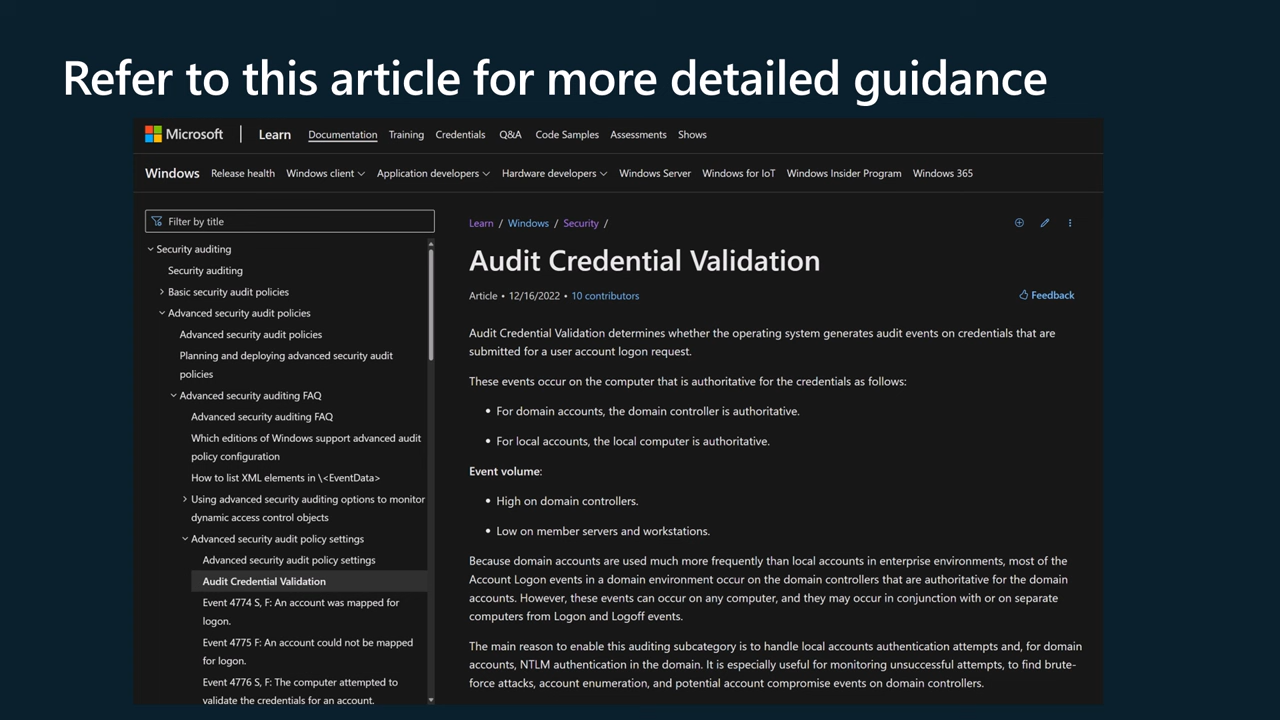 Refer to this article for more detailed guidance
Microsoft Learn Documentation Training Credentials Q&A Code Samples Assessments Shows
Windows Release health Windows client Application developers Hardware developers Windows Server Windows for IoT Windows Insider Program Windows 365
Filter by title
Security auditing
Security auditing
Basic security audit policies
Advanced security audit policies
Advanced security audit policies
Planning and deploying advanced security audit
policies
Advanced security auditing FAQ
Advanced security auditing FAQ
Which editions of Windows support advanced audit
policy configuration
How to list XML elements in \<EventData>
Using advanced security auditing options to monitor
dynamic access control objects
Advanced security audit policy settings
Advanced security audit policy settings
Audit Credential Validation
Event 4774 S, F: An account was mapped for
logon.
Event 4775 F: An account could not be mapped
for logon.
Event 4776 S, F: The computer attempted to
validate the credentials for an account.
Learn / Windows / Security /
Audit Credential Validation
Article • 12/16/2022 • 10 contributors
Feedback
Audit Credential Validation determines whether the operating system generates audit events on credentials that are
submitted for a user account logon request.
These events occur on the computer that is authoritative for the credentials as follows:
• For domain accounts, the domain controller is authoritative.
• For local accounts, the local computer is authoritative.
Event volume:
• High on domain controllers.
• Low on member servers and workstations.
Because domain accounts are used much more frequently than local accounts in enterprise environments, most of the
Account Logon events in a domain environment occur on the domain controllers that are authoritative for the domain
accounts. However, these events can occur on any computer, and they may occur in conjunction with or on separate
computers from Logon and Logoff events.
The main reason to enable this auditing subcategory is to handle local accounts authentication attempts and, for domain
accounts, NTLM authentication in the domain. It is especially useful for monitoring unsuccessful attempts, to find brute-
force attacks, account enumeration, and potential account compromise events on domain controllers.